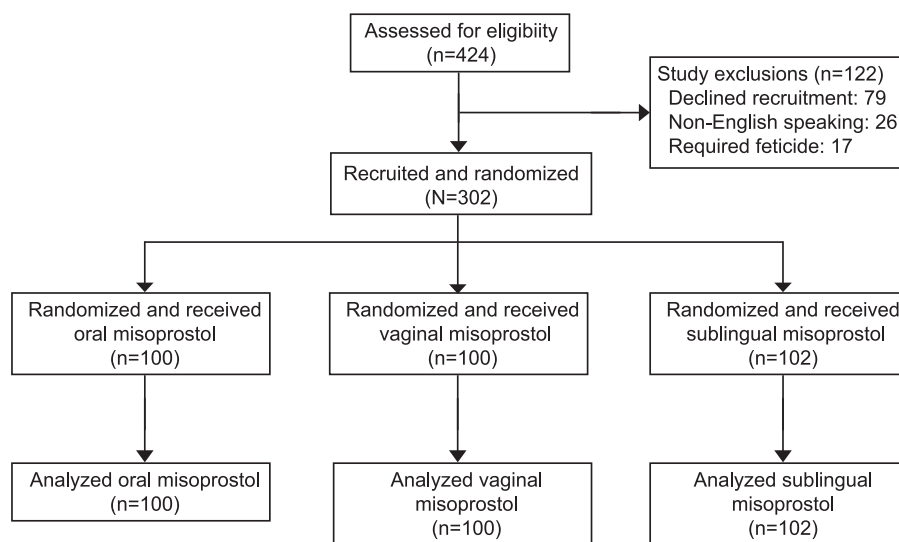 Assessed for eligibiity
(n=424)
Study exclusions (n=122)
Declined recruitment: 79
Non-English speaking: 26
Required feticide: 17
Recruited and randomized
(N=302)
Randomized and received
oral misoprostol
(n=100)
Randomized and received
vaginal misoprostol
(n=100)
Randomized and received
sublingual misoprostol
(n=102)
Analyzed oral misoprostol
(n=100)
Analyzed vaginal
misoprostol
(n=100)
Analyzed sublingual
misoprostol
(n=102)